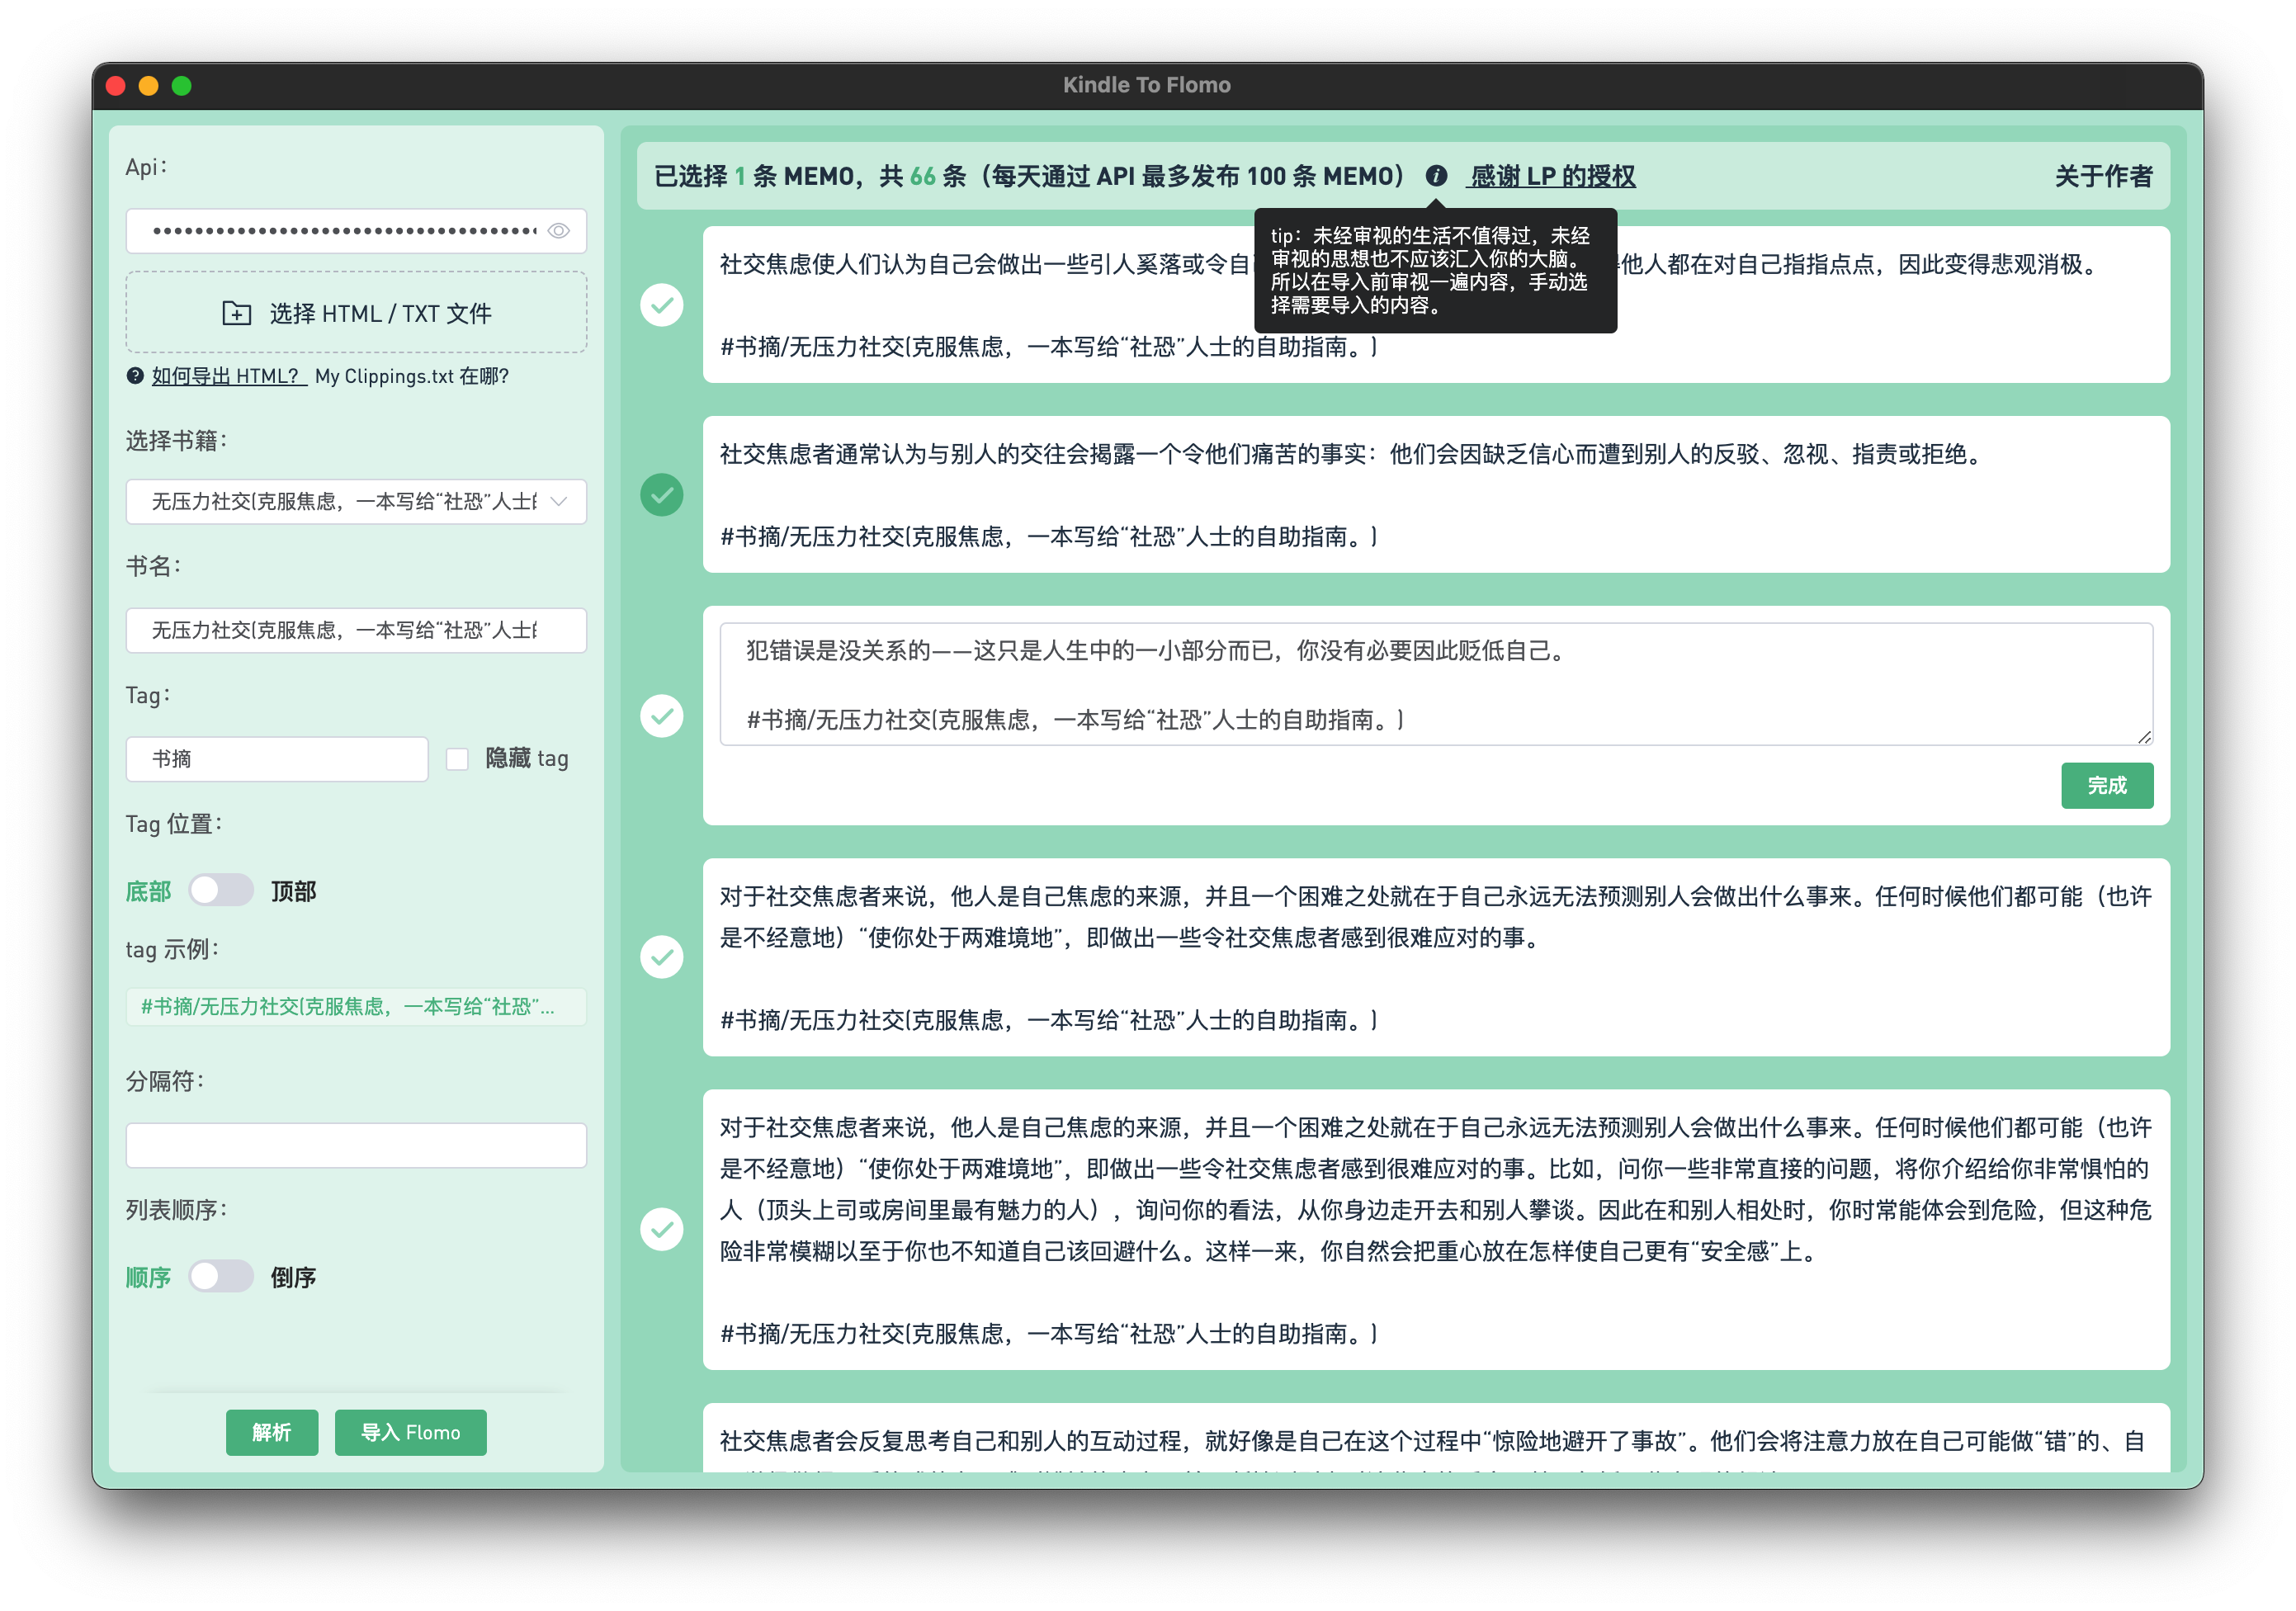 Kindle To Flomo
Api:
选择 HTML / TXT 文件
如何导出 HTML? My Clippings.txt 在哪?
选择书籍:
无压力社交(克服焦虑，一本写给“社恐”人士
书名:
无压力社交(克服焦虑，一本写给“社恐”人士
Tag:
书摘
隐藏 tag
Tag 位置:
底部 顶部
tag 示例:
#书摘/无压力社交(克服焦虑，一本写给“社恐”...
分隔符:
列表顺序:
顺序 倒序
解析 导入 Flomo
已选择 1 条 MEMO，共 66 条（每天通过 API 最多发布 100 条 MEMO） 感谢 LP 的授权 关于作者
tip：未经审视的生活不值得过，未经
审视的思想也不应该汇入你的大脑。
所以在导入前审视一遍内容，手动选
择需要导入的内容。
社交焦虑使人们认为自己会做出一些引人奚落或令自 他人都在对自己指指点点，因此变得悲观消极。
#书摘/无压力社交(克服焦虑，一本写给“社恐”人士的自助指南。)
社交焦虑者通常认为与别人的交往会揭露一个令他们痛苦的事实：他们会因缺乏信心而遭到别人的反驳、忽视、指责或拒绝。
#书摘/无压力社交(克服焦虑，一本写给“社恐”人士的自助指南。)
犯错误是没关系的——这只是人生中的一小部分而已，你没有必要因此贬低自己。
#书摘/无压力社交(克服焦虑，一本写给“社恐”人士的自助指南。)
完成
对于社交焦虑者来说，他人是自己焦虑的来源，并且一个困难之处就在于自己永远无法预测别人会做出什么事来。任何时候他们都可能（也许
是不经意地）“使你处于两难境地”，即做出一些令社交焦虑者感到很难应对的事。
#书摘/无压力社交(克服焦虑，一本写给“社恐”人士的自助指南。)
对于社交焦虑者来说，他人是自己焦虑的来源，并且一个困难之处就在于自己永远无法预测别人会做出什么事来。任何时候他们都可能（也许
是不经意地）“使你处于两难境地”，即做出一些令社交焦虑者感到很难应对的事。比如，问你一些非常直接的问题，将你介绍给你非常惧怕的
人（顶头上司或房间里最有魅力的人），询问你的看法，从你身边走开去和别人攀谈。因此在和别人相处时，你时常能体会到危险，但这种危
险非常模糊以至于你也不知道自己该回避什么。这样一来，你自然会把重心放在怎样使自己更有“安全感”上。
#书摘/无压力社交(克服焦虑，一本写给“社恐”人士的自助指南。)
社交焦虑者会反复思考自己和别人的互动过程，就好像是自己在这个过程中“惊险地避开了事故”。他们会将注意力放在自己可能做“错”的、自